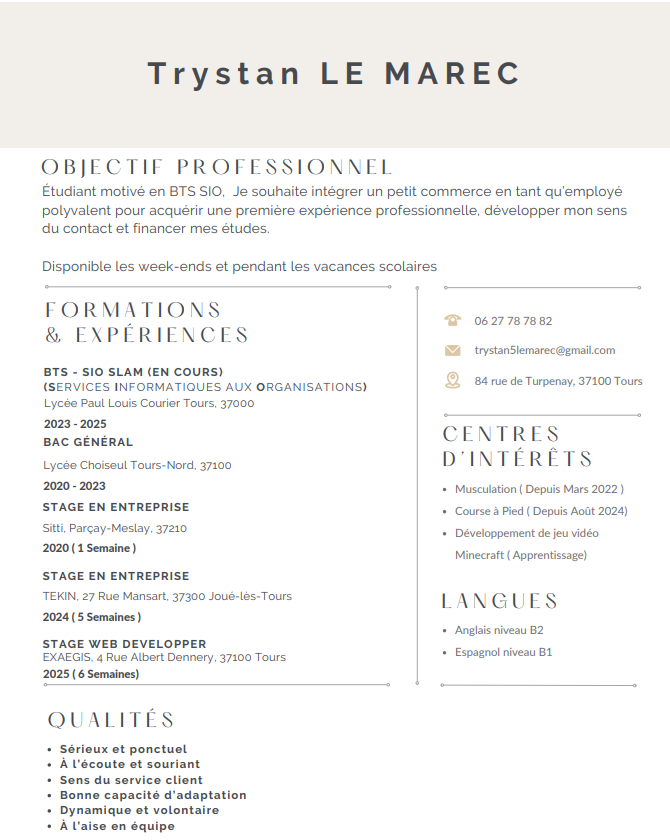 Trystan LE MAREC
OBJECTIF PROFESSIONNEL
Étudiant motivé en BTS SIO, Je souhaite intégrer un petit commerce en tant qu'employé
polyvalent pour acquérir une première expérience professionnelle, développer mon sens
du contact et financer mes études.
Disponible les week-ends et pendant les vacances scolaires
FORMATIONS
& EXPÉRIENCES
BTS - SIO SLAM (EN COURS)
(SERVICES INFORMATIQUES AUX ORGANISATIONS)
Lycée Paul Louis Courier Tours, 37000
2023 - 2025
BAC GÉNÉRAL
Lycée Choiseul Tours-Nord, 37100
2020 - 2023
STAGE EN ENTREPRISE
Sitti, Parçay-Meslay, 37210
2020 ( 1 Semaine )
STAGE EN ENTREPRISE
TEKIN, 27 Rue Mansart, 37300 Joué-lès-Tours
2024 ( 5 Semaines )
STAGE WEB DEVELOPPER
EXAEGIS, 4 Rue Albert Dennery, 37100 Tours
2025 ( 6 Semaines)
06 27 78 78 82
trystan5lemarec@gmail.com
84 rue de Turpenay, 37100 Tours
CENTRES
D'INTÉRÊTS
• Musculation ( Depuis Mars 2022 )
• Course à Pied ( Depuis Août 2024)
• Développement de jeu vidéo
Minecraft ( Apprentissage)
LANGUES
• Anglais niveau B2
• Espagnol niveau B1
QUALITÉS
• Sérieux et ponctuel
• À l'écoute et souriant
• Sens du service client
• Bonne capacité d'adaptation
• Dynamique et volontaire
• À l'aise en équipe